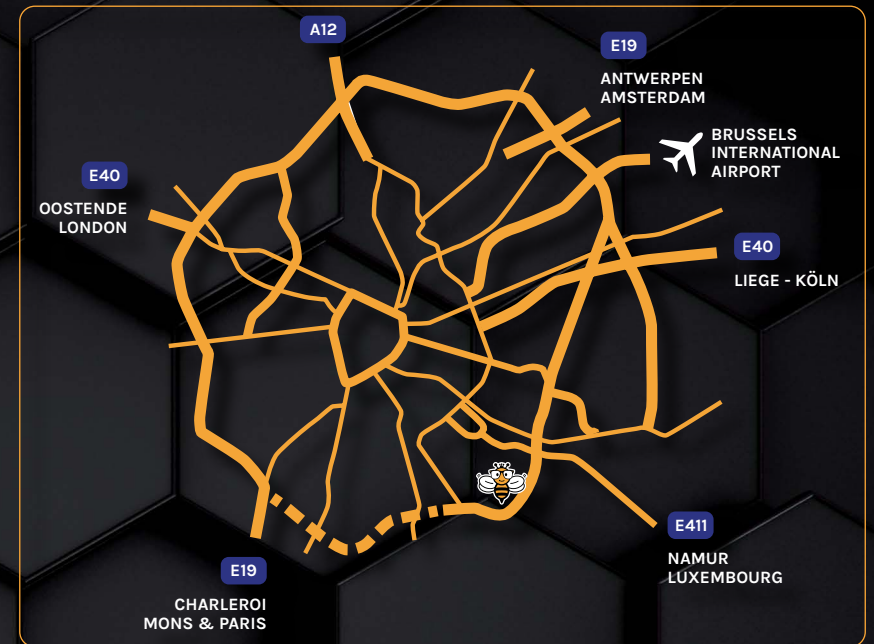 A12
E19
ANTWERPEN
AMSTERDAM
BRUSSELS
INTERNATIONAL
AIRPORT
E40
OOSTENDE
LONDON
E40
LIEGE - KÖLN
E411
NAMUR
LUXEMBOURG
E19
CHARLEROI
MONS & PARIS